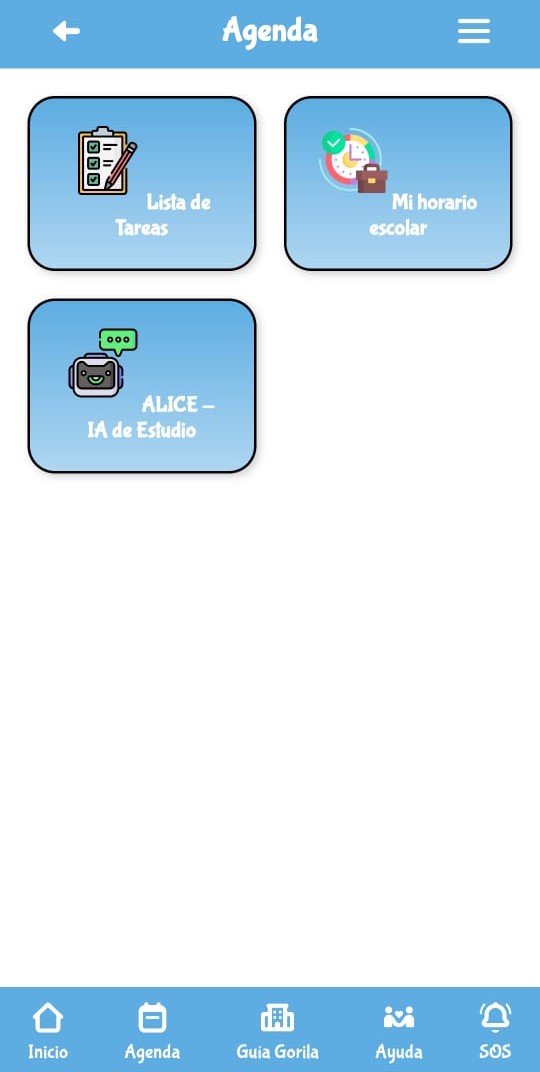 Agenda
Lista de
Tareas
Mi horario
escolar
ALICE -
IA de Estudio
Inicio
Agenda
Guia Gorila
Ayuda
SOS